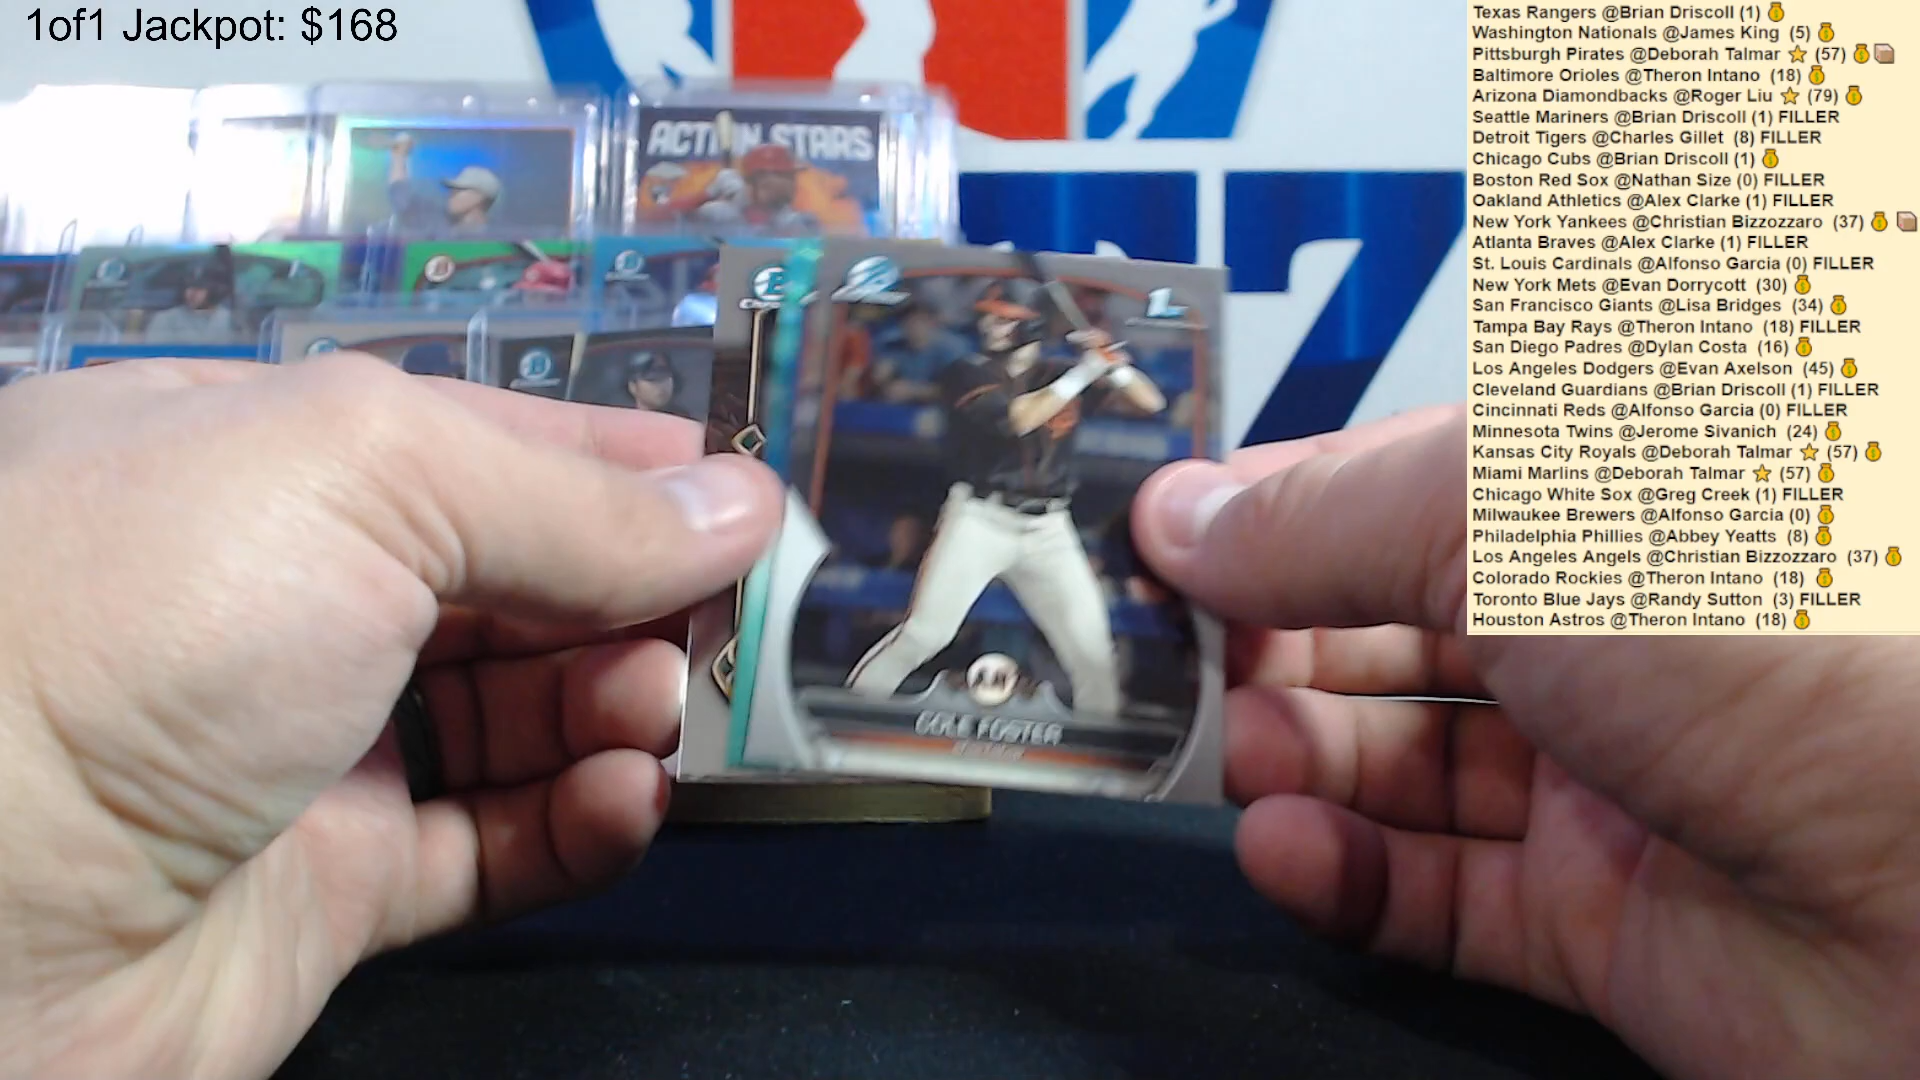 1of1 Jackpot: $168
Texas Rangers @Brian Driscoll (1)
Washington Nationals @James King (5)
Pittsburgh Pirates @Deborah Talmar ⭐ (57)
Baltimore Orioles @Theron Intano (18)
Arizona Diamondbacks @Roger Liu ⭐ (79)
Seattle Mariners @Brian Driscoll (1) FILLER
Detroit Tigers @Charles Gillet (8) FILLER
Chicago Cubs @Brian Driscoll (1)
Boston Red Sox @Nathan Size (0) FILLER
Oakland Athletics @Alex Clarke (1) FILLER
New York Yankees @Christian Bizzozzaro (37)
Atlanta Braves @Alex Clarke (1) FILLER
St. Louis Cardinals @Alfonso Garcia (0) FILLER
New York Mets @Evan Dorrycott (30)
San Francisco Giants @Lisa Bridges (34)
Tampa Bay Rays @Theron Intano (18) FILLER
San Diego Padres @Dylan Costa (16)
Los Angeles Dodgers @Evan Axelson (45)
Cleveland Guardians @Brian Driscoll (1) FILLER
Cincinnati Reds @Alfonso Garcia (0) FILLER
Minnesota Twins @Jerome Sivanich (24)
Kansas City Royals @Deborah Talmar ⭐ (57)
Miami Marlins @Deborah Talmar ⭐ (57)
Chicago White Sox @Greg Creek (1) FILLER
Milwaukee Brewers @Alfonso Garcia (0)
Philadelphia Phillies @Abbey Yeatts (8)
Los Angeles Angels @Christian Bizzozzaro (37)
Colorado Rockies @Theron Intano (18)
Toronto Blue Jays @Randy Sutton (3) FILLER
Houston Astros @Theron Intano (18)
ACTION STARS
1st
COLE FOSTER